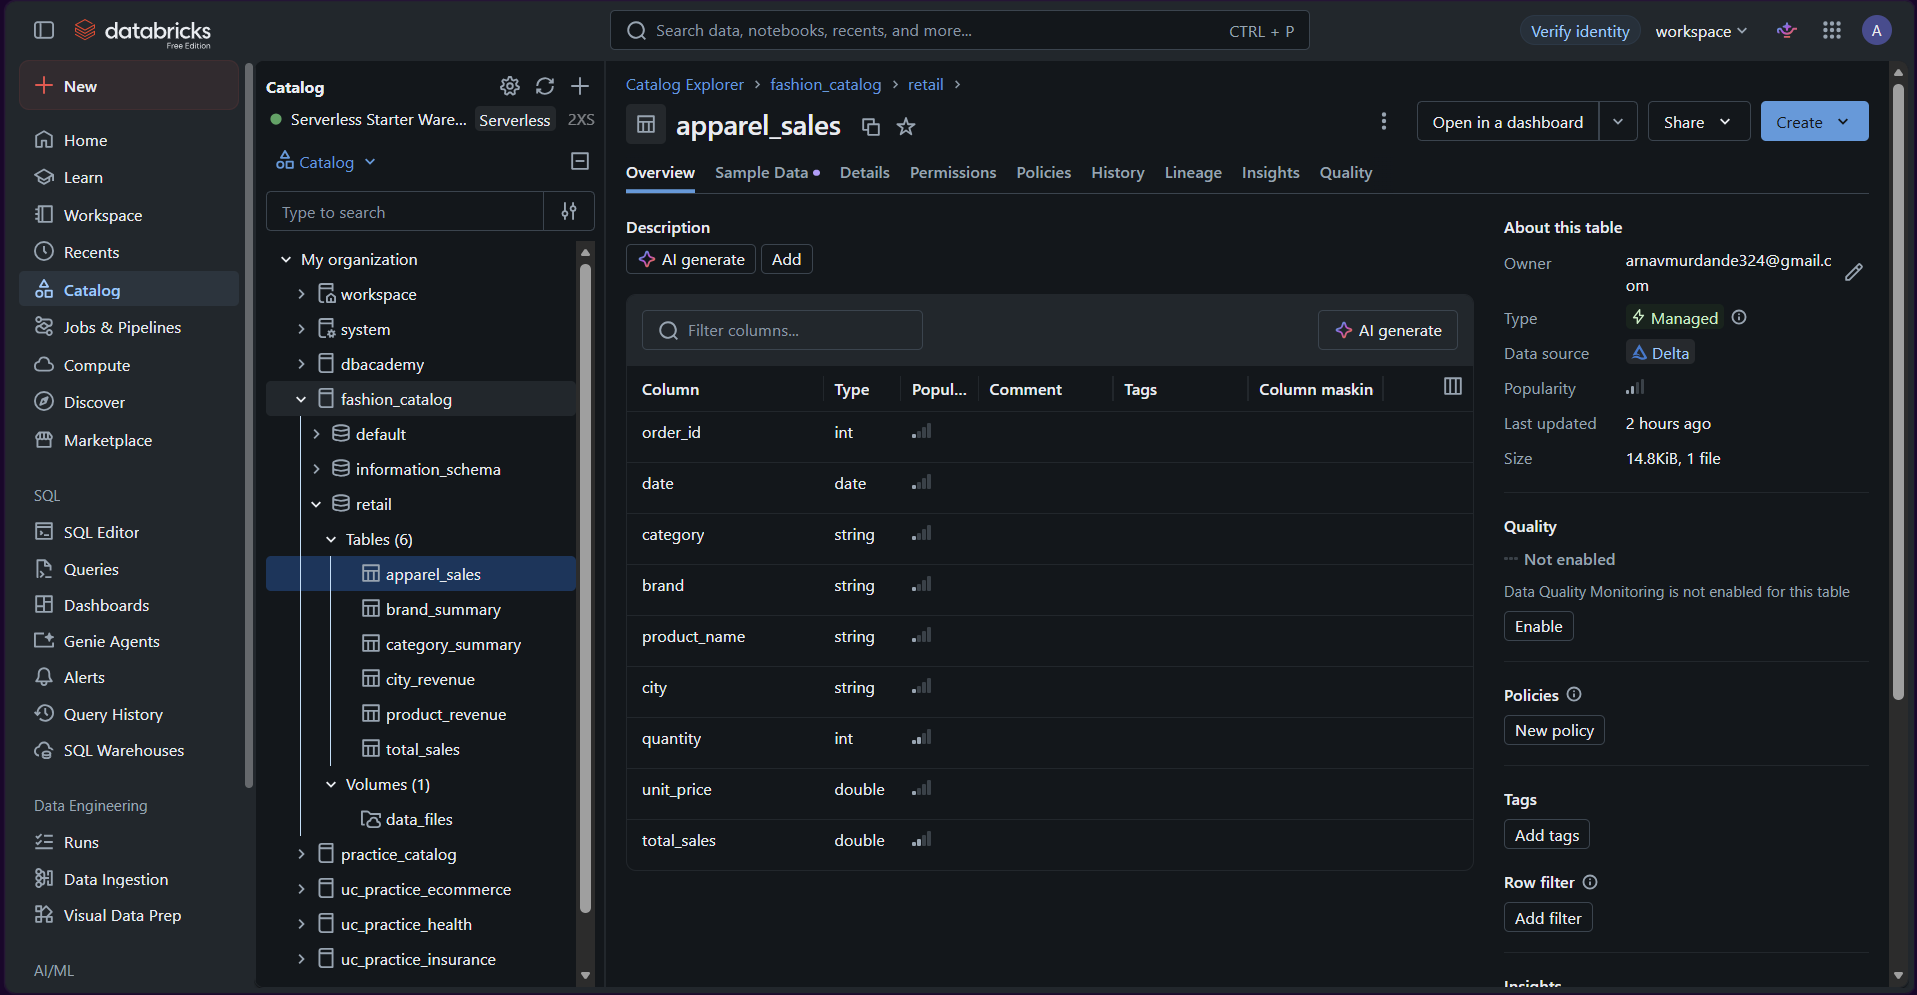 databricks
Free Edition
Search data, notebooks, recents, and more...
CTRL + P
Verify identity
workspace
A
New
Home
Learn
Workspace
Recents
Catalog
Jobs & Pipelines
Compute
Discover
Marketplace
SQL
SQL Editor
Queries
Dashboards
Genie Agents
Alerts
Query History
SQL Warehouses
Data Engineering
Runs
Data Ingestion
Visual Data Prep
AI/ML
Catalog
Serverless Starter Ware... Serverless 2XS
Catalog
Type to search
My organization
workspace
system
dbacademy
fashion_catalog
default
information_schema
retail
Tables (6)
apparel_sales
brand_summary
category_summary
city_revenue
product_revenue
total_sales
Volumes (1)
data_files
practice_catalog
uc_practice_ecommerce
uc_practice_health
uc_practice_insurance
Catalog Explorer > fashion_catalog > retail >
apparel_sales
Open in a dashboard
Share
Create
Overview Sample Data Details Permissions Policies History Lineage Insights Quality
Description
AI generate Add
Filter columns...
AI generate
Column Type Popul... Comment Tags Column maskin
order_id int
date date
category string
brand string
product_name string
city string
quantity int
unit_price double
total_sales double
About this table
Owner arnavmurdande324@gmail.c
om
Type Managed
Data source Delta
Popularity
Last updated 2 hours ago
Size 14.8KiB, 1 file
Quality
Not enabled
Data Quality Monitoring is not enabled for this table
Enable
Policies
New policy
Tags
Add tags
Row filter
Add filter
Insights